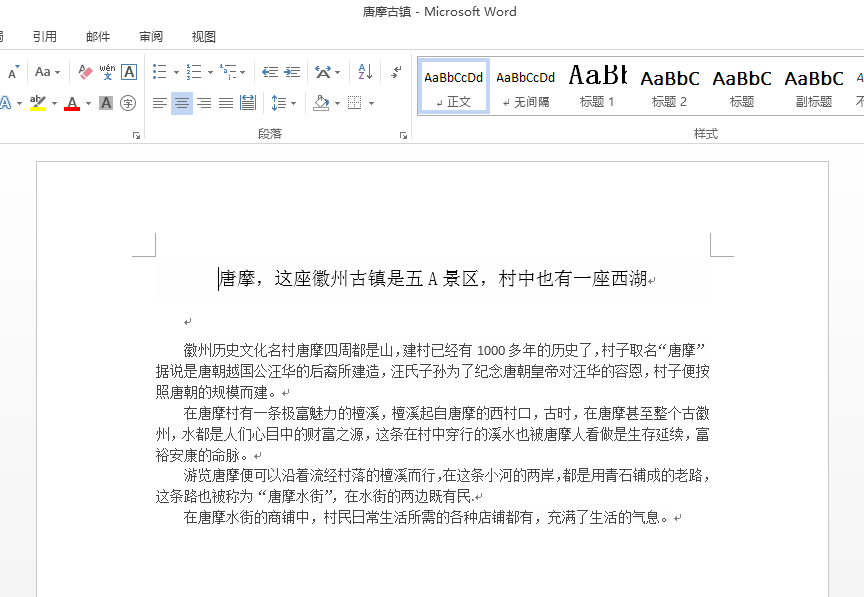 唐摩古镇 - Microsoft Word
引用 邮件 审阅 视图
A Aa wén 文 A
A ab A A 字
AaBbCcDd AaBbCcDd AaBb AaBbC AaBbC AaBbC
正文 无间隔 标题 1 标题 2 标题 副标题
段落 样式
唐摩，这座徽州古镇是五A景区，村中也有一座西湖
徽州历史文化名村唐摩四周都是山，建村已经有 1000 多年的历史了，村子取名“唐摩”
据说是唐朝越国公汪华的后裔所建造，汪氏子孙为了纪念唐朝皇帝对汪华的容恩，村子便按
照唐朝的规模而建。
在唐摩村有一条极富魅力的檀溪，檀溪起自唐摩的西村口，古时，在唐摩甚至整个古徽
州，水都是人们心目中的财富之源，这条在村中穿行的溪水也被唐摩人看做是生存延续，富
裕安康的命脉。
游览唐摩便可以沿着流经村落的檀溪而行，在这条小河的两岸，都是用青石铺成的老路，
这条路也被称为“唐摩水街”，在水街的两边既有民.
在唐摩水街的商铺中，村民日常生活所需的各种店铺都有，充满了生活的气息。